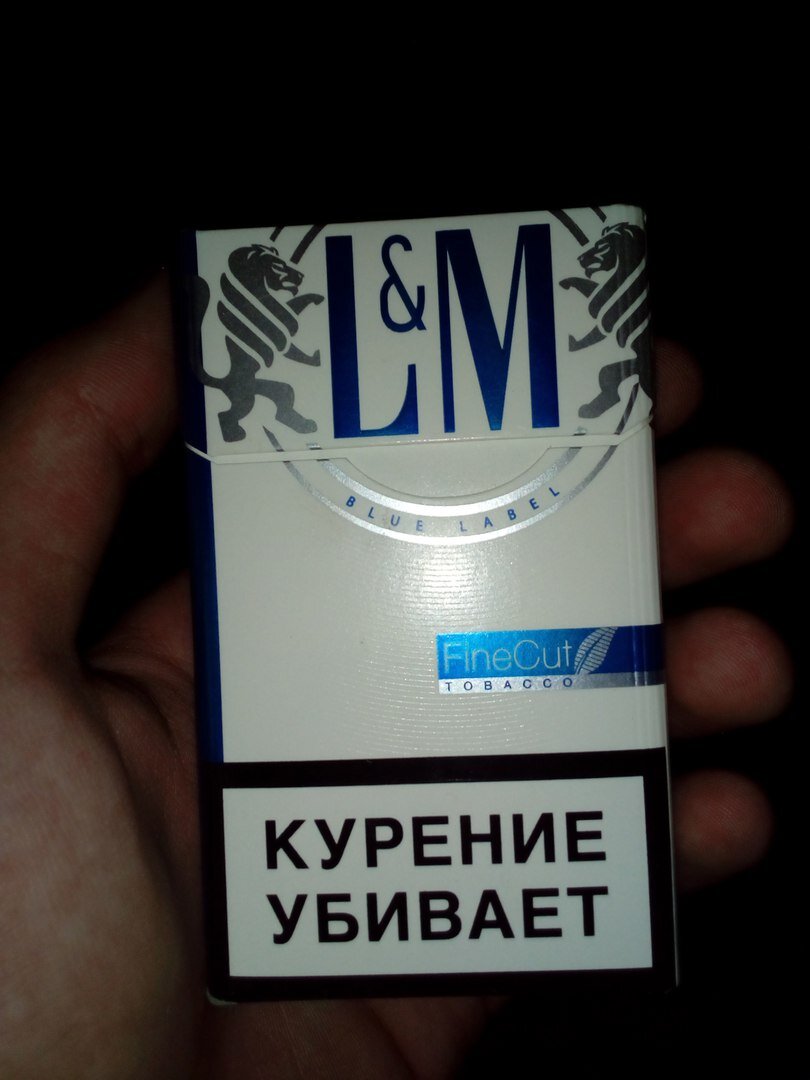 L&M
BLUE LABEL
FineCut
TOBACCO
КУРЕНИЕ
УБИВАЕТ